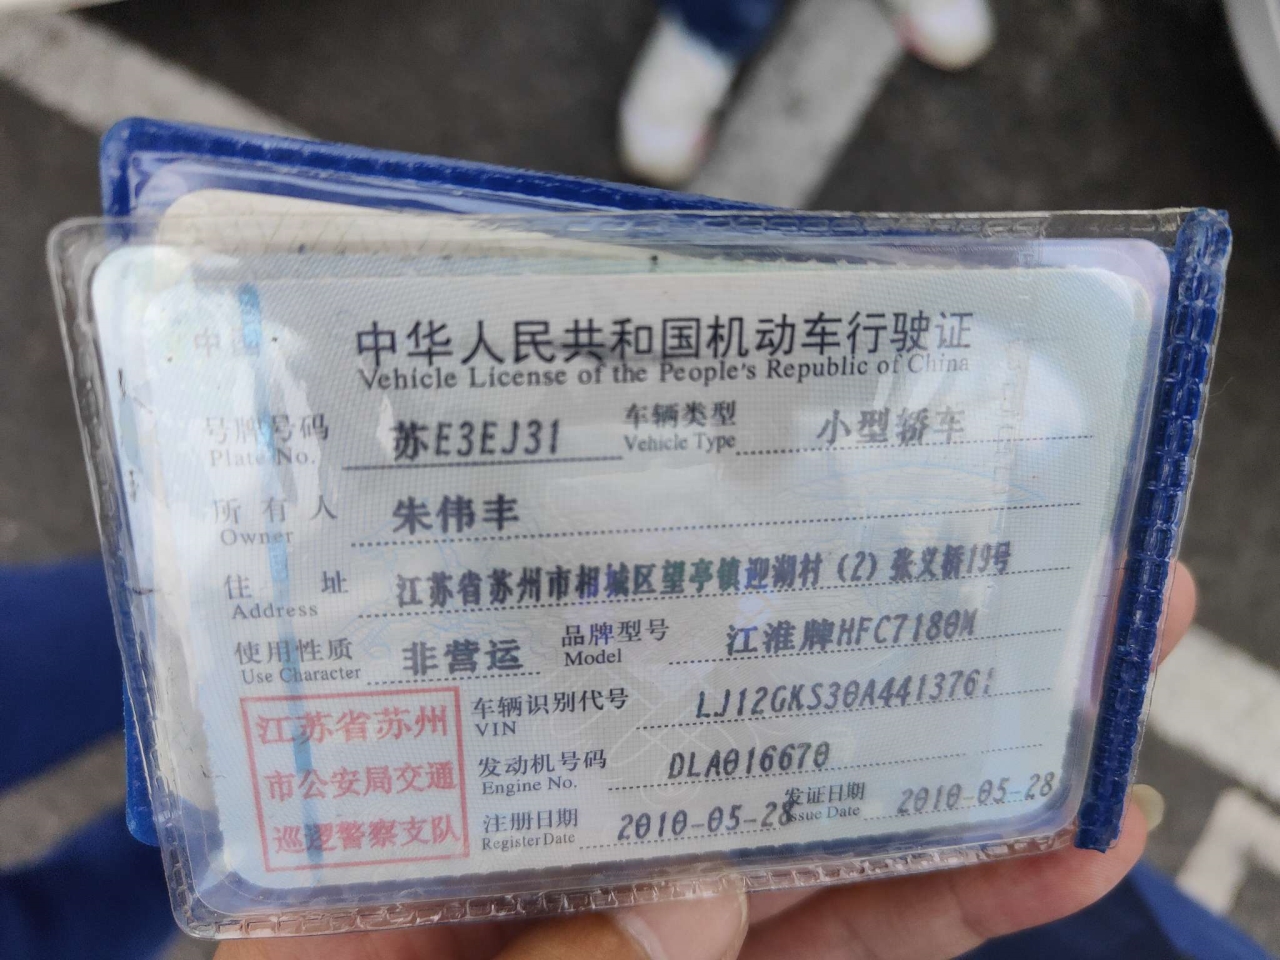 中华人民共和国机动车行驶证
Vehicle License of the People's Republic of China
号牌号码 苏E3EJ31 车辆类型 小型轿车
Plate No. Vehicle Type
所有人 朱伟丰
Owner
住址 江苏省苏州市相城区望亭镇迎湖村(2)张义桥19号
Address
使用性质 非营运 品牌型号 江淮牌HFC7180M
Use Character Model
车辆识别代号 LJ12GKS30A4413761
VIN
发动机号码 DLA016670
Engine No.
注册日期 2010-05-28 发证日期 2010-05-28
Register Date Issue Date
江苏省苏州
市公安局交通
巡逻警察支队